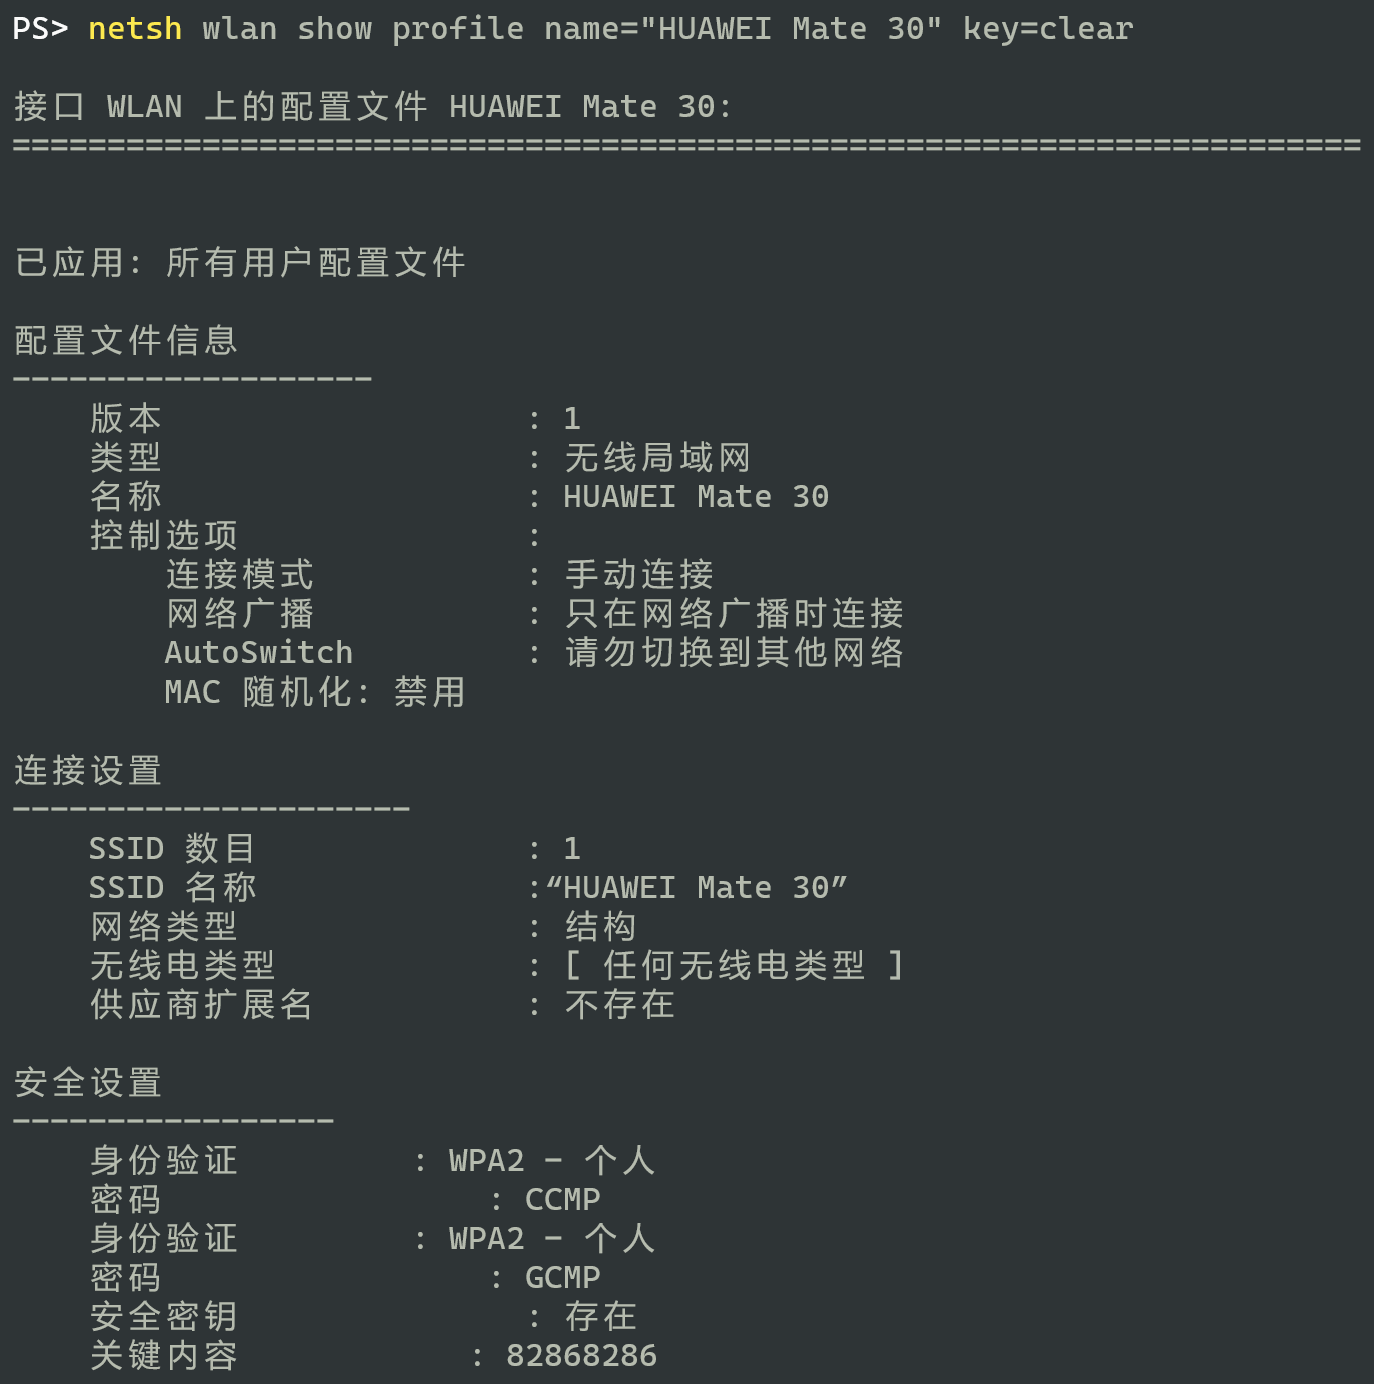 PS> netsh wlan show profile name="HUAWEI Mate 30" key=clear
接口 WLAN 上的配置文件 HUAWEI Mate 30:
=======================================================================
已应用: 所有用户配置文件
配置文件信息
-------------------
版本 : 1
类型 : 无线局域网
名称 : HUAWEI Mate 30
控制选项 :
连接模式 : 手动连接
网络广播 : 只在网络广播时连接
AutoSwitch : 请勿切换到其他网络
MAC 随机化: 禁用
连接设置
---------------------
SSID 数目 : 1
SSID 名称 :“HUAWEI Mate 30”
网络类型 : 结构
无线电类型 : [ 任何无线电类型 ]
供应商扩展名 : 不存在
安全设置
-----------------
身份验证 : WPA2 - 个人
密码 : CCMP
身份验证 : WPA2 - 个人
密码 : GCMP
安全密钥 : 存在
关键内容 : 82868286